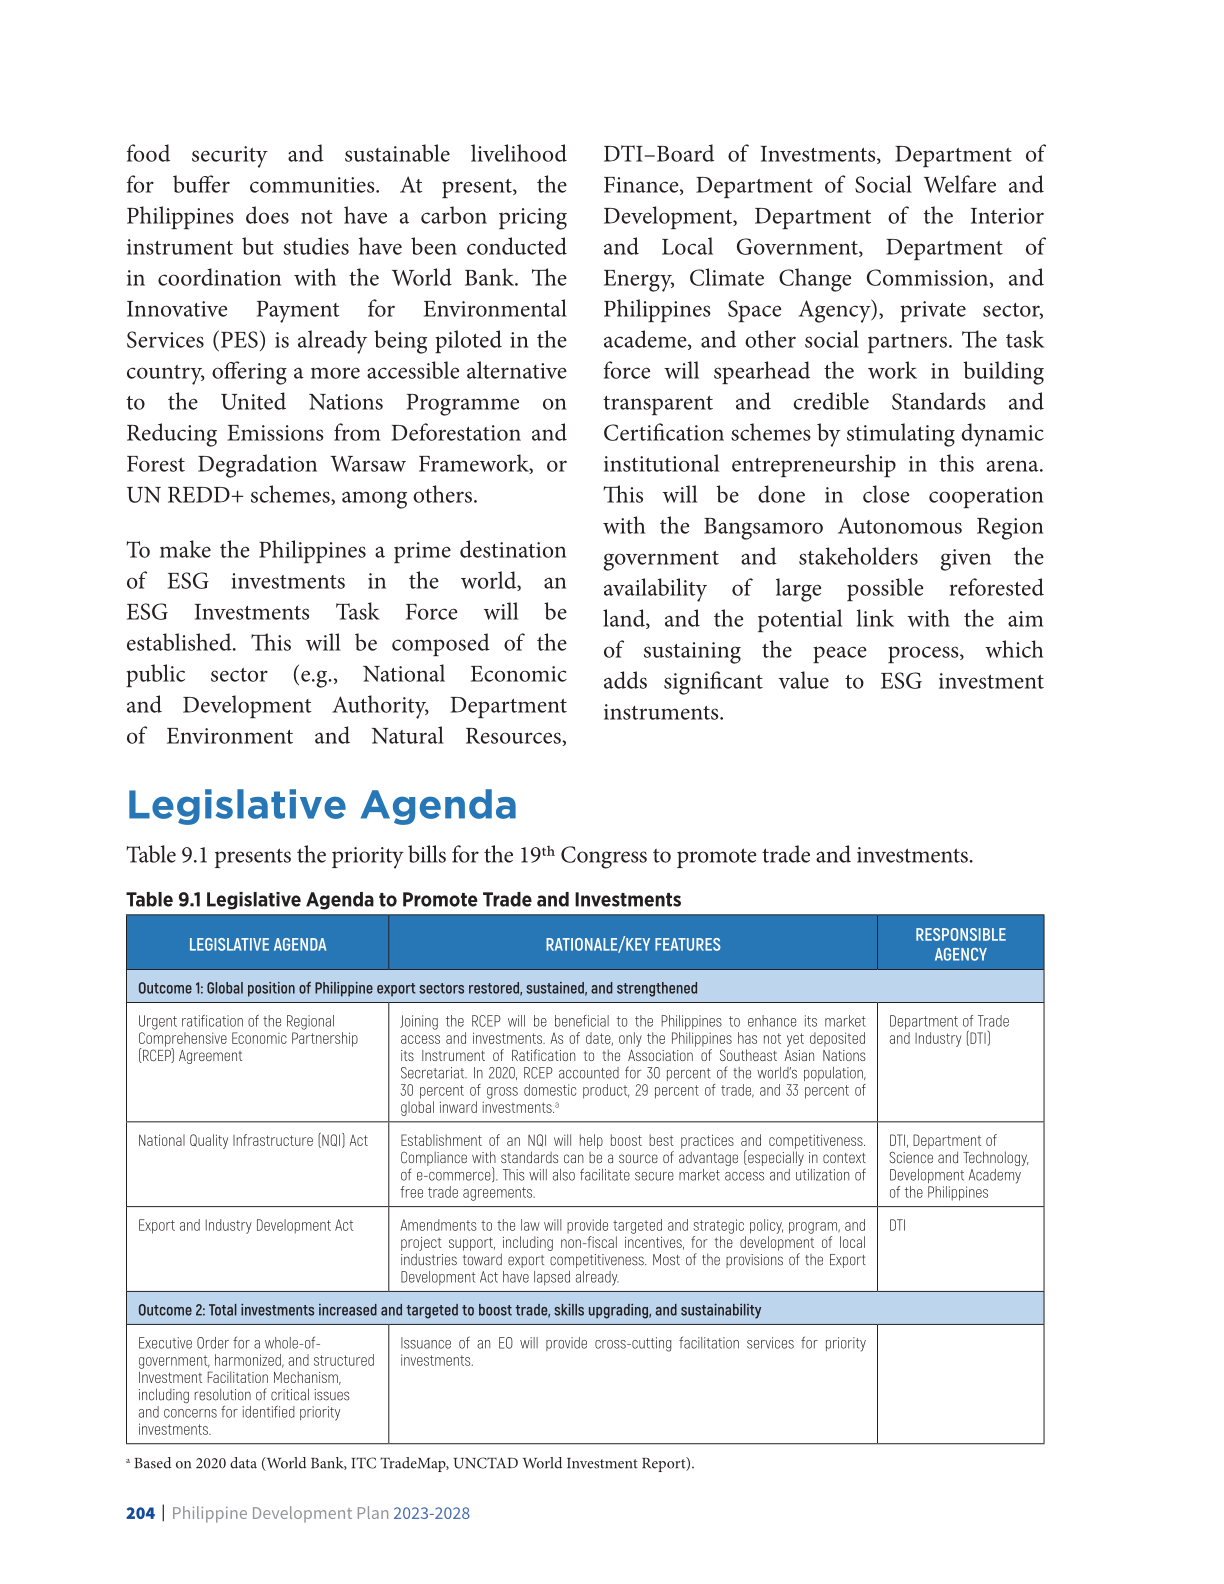 food security and sustainable livelihood
for buffer communities. At present, the
Philippines does not have a carbon pricing
instrument but studies have been conducted
in coordination with the World Bank. The
Innovative Payment for Environmental
Services (PES) is already being piloted in the
country, offering a more accessible alternative
to the United Nations Programme on
Reducing Emissions from Deforestation and
Forest Degradation Warsaw Framework, or
UN REDD+ schemes, among others.
To make the Philippines a prime destination
of ESG investments in the world, an
ESG Investments Task Force will be
established. This will be composed of the
public sector (e.g., National Economic
and Development Authority, Department
of Environment and Natural Resources,
DTI–Board of Investments, Department of
Finance, Department of Social Welfare and
Development, Department of the Interior
and Local Government, Department of
Energy, Climate Change Commission, and
Philippines Space Agency), private sector,
academe, and other social partners. The task
force will spearhead the work in building
transparent and credible Standards and
Certification schemes by stimulating dynamic
institutional entrepreneurship in this arena.
This will be done in close cooperation
with the Bangsamoro Autonomous Region
government and stakeholders given the
availability of large possible reforested
land, and the potential link with the aim
of sustaining the peace process, which
adds significant value to ESG investment
instruments.
Legislative Agenda
Table 9.1 presents the priority bills for the 19th Congress to promote trade and investments.
Table 9.1 Legislative Agenda to Promote Trade and Investments
LEGISLATIVE AGENDA
RATIONALE/KEY FEATURES
RESPONSIBLE
AGENCY
Outcome 1: Global position of Philippine export sectors restored, sustained, and strengthened
Urgent ratification of the Regional
Comprehensive Economic Partnership
(RCEP) Agreement
Joining the RCEP will be beneficial to the Philippines to enhance its market
access and investments. As of date, only the Philippines has not yet deposited
its Instrument of Ratification to the Association of Southeast Asian Nations
Secretariat. In 2020, RCEP accounted for 30 percent of the world's population,
30 percent of gross domestic product, 29 percent of trade, and 33 percent of
global inward investments.a
Department of Trade
and Industry (DTI)
National Quality Infrastructure (NQI) Act
Establishment of an NQI will help boost best practices and competitiveness.
Compliance with standards can be a source of advantage (especially in context
of e-commerce). This will also facilitate secure market access and utilization of
free trade agreements.
DTI, Department of
Science and Technology,
Development Academy
of the Philippines
Export and Industry Development Act
Amendments to the law will provide targeted and strategic policy, program, and
project support, including non-fiscal incentives, for the development of local
industries toward export competitiveness. Most of the provisions of the Export
Development Act have lapsed already.
DTI
Outcome 2: Total investments increased and targeted to boost trade, skills upgrading, and sustainability
Executive Order for a whole-of-
government, harmonized, and structured
Investment Facilitation Mechanism,
including resolution of critical issues
and concerns for identified priority
investments.
Issuance of an EO will provide cross-cutting facilitation services for priority
investments.
a Based on 2020 data (World Bank, ITC TradeMap, UNCTAD World Investment Report).
204 | Philippine Development Plan 2023-2028